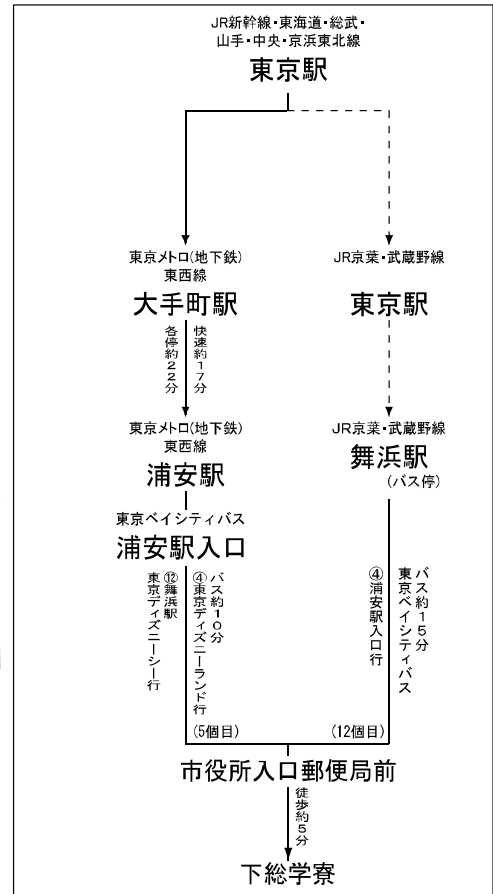 JR新幹線・東海道・総武・
山手・中央・京浜東北線
東京駅
東京メトロ(地下鉄)
東西線
大手町駅
JR京葉・武蔵野線
東京駅
快速約17分
各停約22分
東京メトロ(地下鉄)
東西線
浦安駅
JR京葉・武蔵野線
舞浜駅
(バス停)
東京ベイシティバス
浦安駅入口
バス約10分
④東京ディズニーランド行
⑫舞浜駅
東京ディズニーシー行
バス約15分
東京ベイシティバス
④浦安駅入口行
(5個目)
(12個目)
市役所入口郵便局前
徒歩約5分
下総学寮